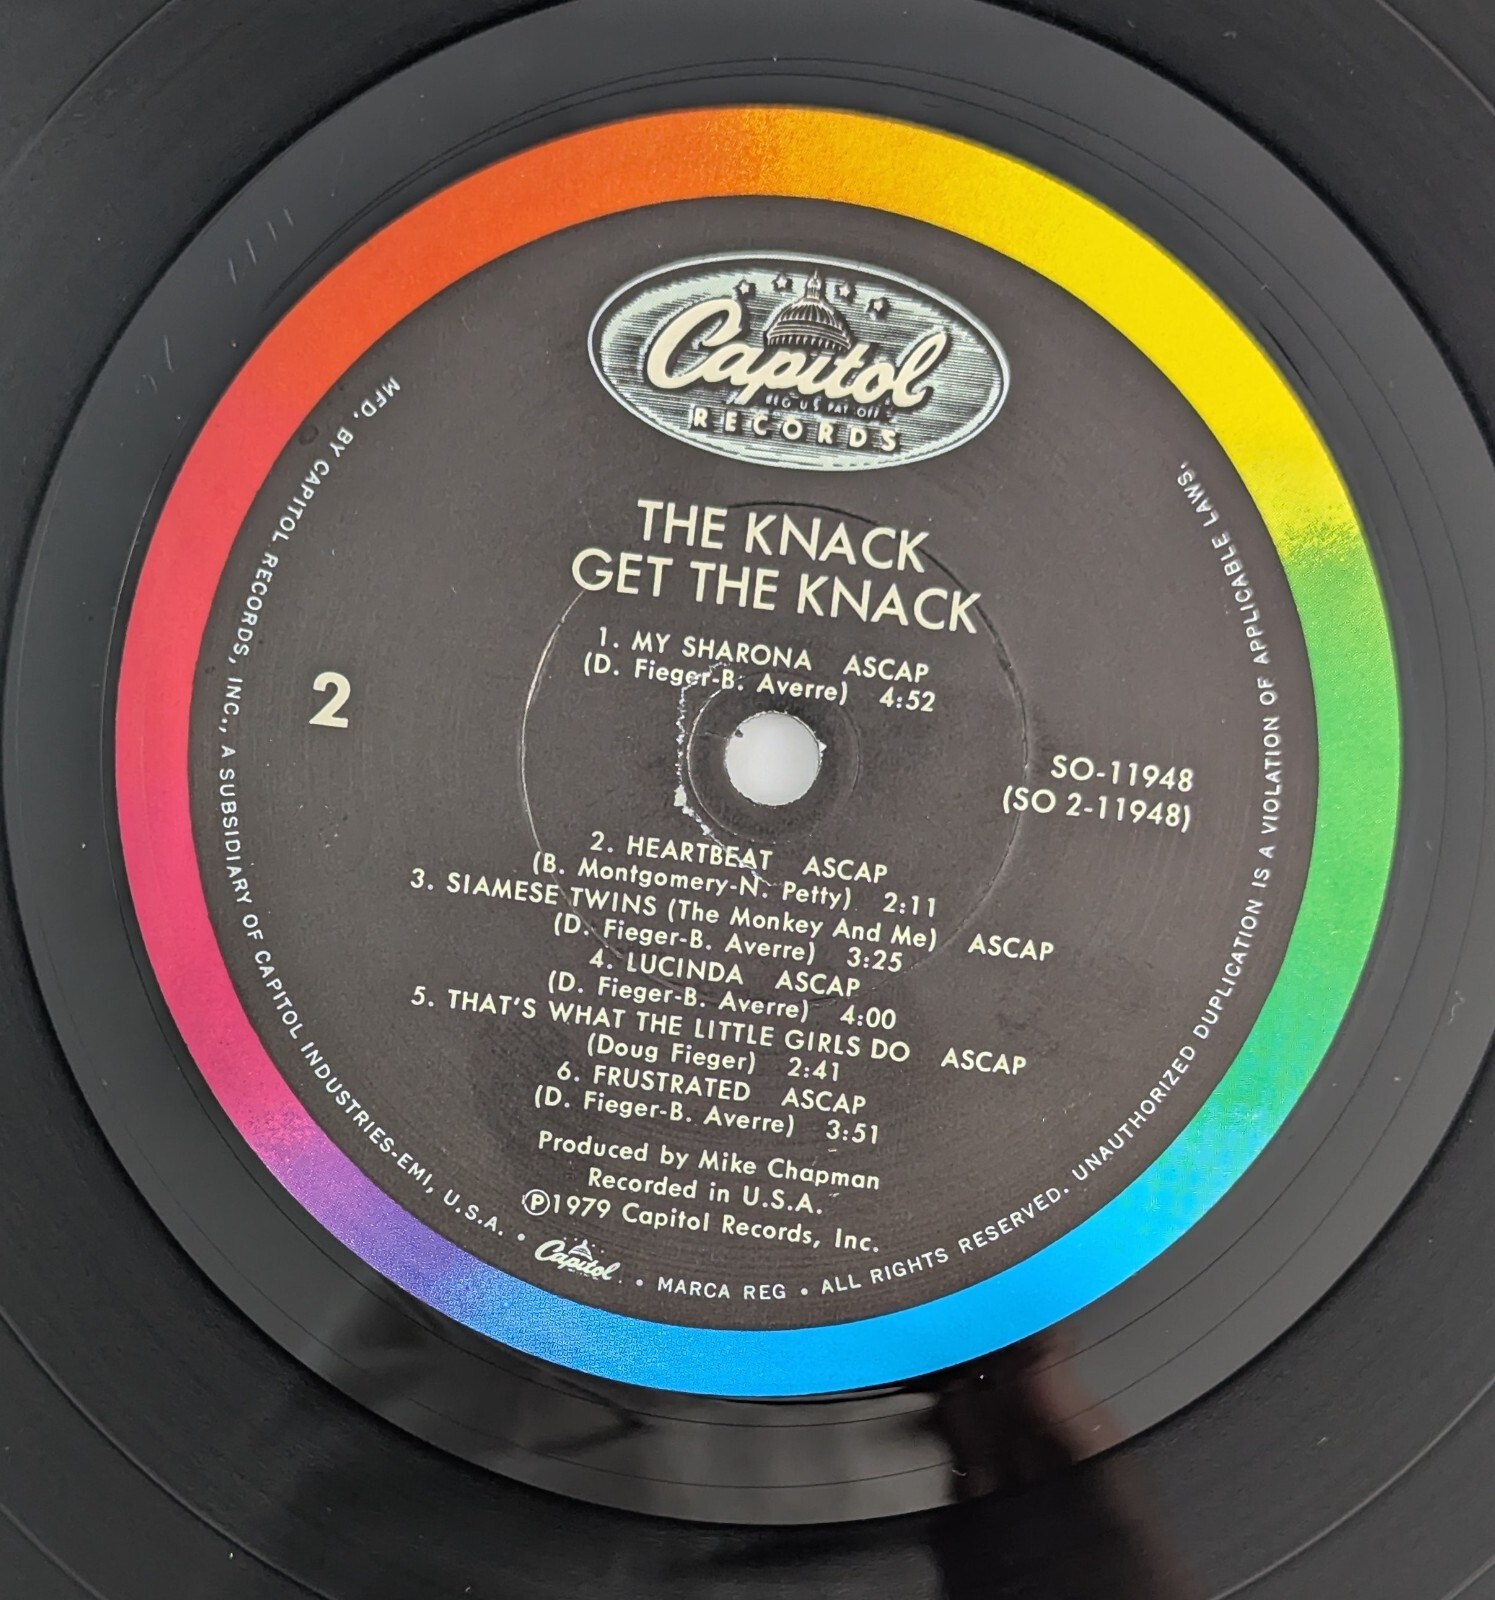 Capitol
REG U S PAT OFF
RECORDS
THE KNACK
GET THE KNACK
1. MY SHARONA ASCAP
(D. Fieger-B. Averre) 4:52
2
SO-11948
(SO 2-11948)
2. HEARTBEAT ASCAP
(B. Montgomery-N. Petty) 2:11
3. SIAMESE TWINS (The Monkey And Me) ASCAP
(D. Fieger-B. Averre) 3:25
4. LUCINDA ASCAP
(D. Fieger-B. Averre) 4:00
5. THAT'S WHAT THE LITTLE GIRLS DO ASCAP
(Doug Fieger) 2:41
6. FRUSTRATED ASCAP
(D. Fieger-B. Averre) 3:51
Produced by Mike Chapman
Recorded in U.S.A.
Ⓟ1979 Capitol Records, Inc.
MFD. BY CAPITOL RECORDS, INC., A SUBSIDIARY OF CAPITOL INDUSTRIES-EMI, U.S.A. • Capitol • MARCA REG • ALL RIGHTS RESERVED. UNAUTHORIZED DUPLICATION IS A VIOLATION OF APPLICABLE LAWS.